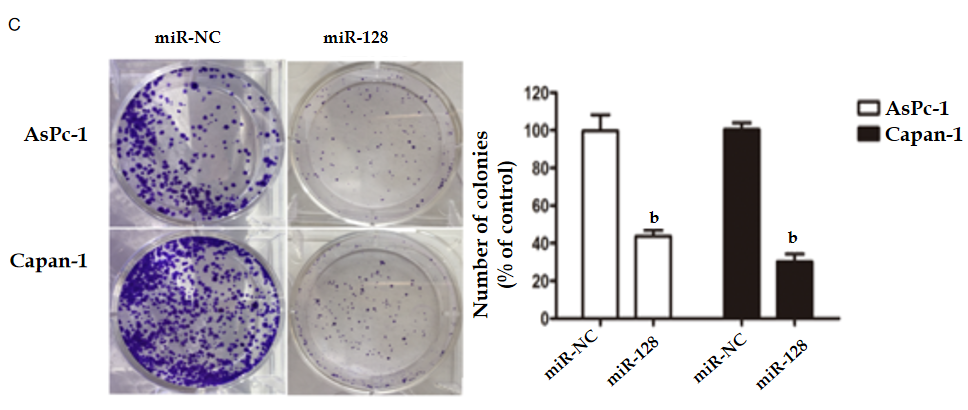 C
miR-NC
miR-128
AsPc-1
Capan-1
Number of colonies
(% of control)
120
100
80
60
40
20
0
b
b
miR-NC
miR-128
miR-NC
miR-128
AsPc-1
Capan-1